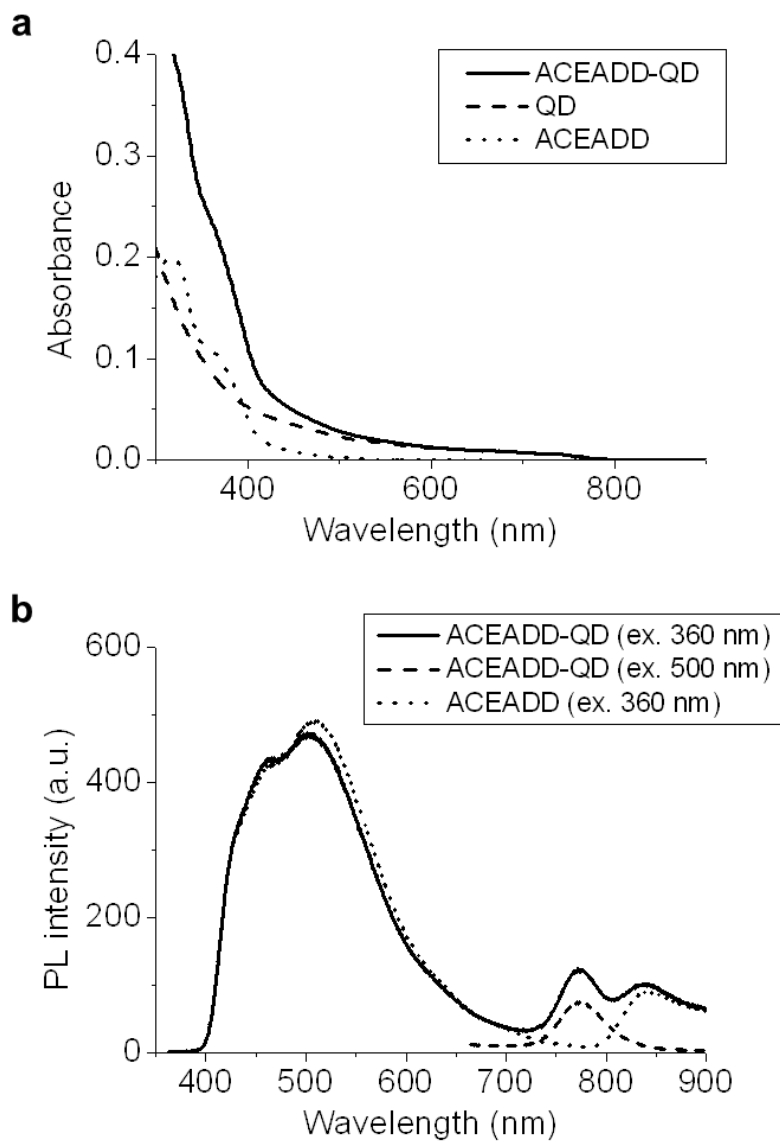 a
0.4
0.3
0.2
0.1
0.0
Absorbance
ACEADD-QD
QD
ACEADD
400
600
800
Wavelength (nm)
b
600
400
200
0
PL intensity (a.u.)
ACEADD-QD (ex. 360 nm)
ACEADD-QD (ex. 500 nm)
ACEADD (ex. 360 nm)
400
500
600
700
800
900
Wavelength (nm)